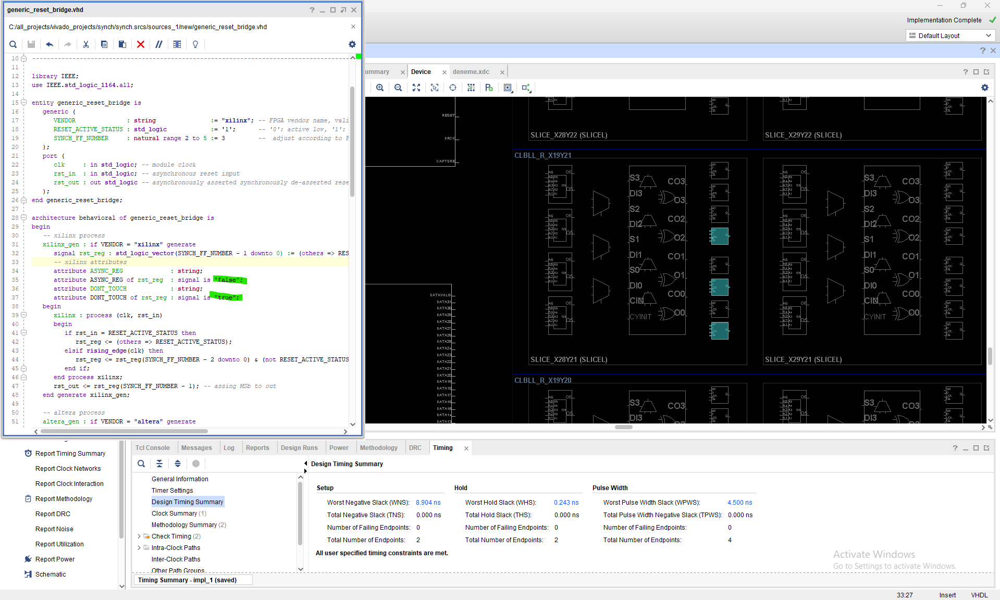 generic_reset_bridge.vhd
C:/all_projects/vivado_projects/synch/synch.srcs/sources_1/new/generic_reset_bridge.vhd
10 --------------------------------------------------------------------------------
11
12 library IEEE;
13 use IEEE.std_logic_1164.all;
14
15 entity generic_reset_bridge is
16 generic (
17 VENDOR : string := "xilinx"; -- FPGA vendor name, vali
18 RESET_ACTIVE_STATUS : std_logic := '1'; -- '0': active low, '1':
19 SYNCH_FF_NUMBER : natural range 2 to 5 := 3 -- adjust according to F
20 );
21 port (
22 clk : in std_logic; -- module clock
23 rst_in : in std_logic; -- asynchronous reset input
24 rst_out : out std_logic -- asynchronously asserted synchronously de-asserted rese
25 );
26 end generic_reset_bridge;
27
28 architecture behavioral of generic_reset_bridge is
29 begin
30 -- xilinx process
31 xilinx_gen : if VENDOR = "xilinx" generate
32 signal rst_reg : std_logic_vector(SYNCH_FF_NUMBER - 1 downto 0) := (others => RES
33 -- xilinx attributes
34 attribute ASYNC_REG : string;
35 attribute ASYNC_REG of rst_reg : signal is "false";
36 attribute DONT_TOUCH : string;
37 attribute DONT_TOUCH of rst_reg : signal is "true";
38 begin
39 xilinx : process (clk, rst_in)
40 begin
41 if rst_in = RESET_ACTIVE_STATUS then
42 rst_reg <= (others => RESET_ACTIVE_STATUS);
43 elsif rising_edge(clk) then
44 rst_reg <= rst_reg(SYNCH_FF_NUMBER - 2 downto 0) & (not RESET_ACTIVE_STATUS
45 end if;
46 end process xilinx;
47 rst_out <= rst_reg(SYNCH_FF_NUMBER - 1); -- assing MSb to out
48 end generate xilinx_gen;
49
50 -- altera process
51 altera_gen : if VENDOR = "altera" generate
Implementation Complete
Default Layout
ummary
Device
deneme.xdc
RESET
DRCK
CAPTURE
DATAVALID
DATA31
DATA30
DATA29
DATA28
DATA27
DATA26
DATA25
DATA24
DATA23
DATA22
DATA21
DATA20
DATA19
DATA18
DATA17
DATA16
DATA15
DATA14
DATA13
SLICE_X28Y22 (SLICEL)
SLICE_X29Y22 (SLICEL)
CLBLL_R_X19Y21
S3 CO3
DI3 O3
S2 CO2
DI2 O2
S1 CO1
DI1 O1
S0 CO0
DI0 O0
CIN
CYINIT
S3 CO3
DI3 O3
S2 CO2
DI2 O2
S1 CO1
DI1 O1
S0 CO0
DI0 O0
CIN
CYINIT
SLICE_X28Y21 (SLICEL)
SLICE_X29Y21 (SLICEL)
CLBLL_R_X19Y20
S3 CO3
DI3 O3
S3 CO3
DI3 O3
Report Timing Summary
Report Clock Networks
Report Clock Interaction
Report Methodology
Report DRC
Report Noise
Report Utilization
Report Power
Schematic
Tcl Console Messages Log Reports Design Runs Power Methodology DRC Timing
General Information
Timer Settings
Design Timing Summary
Clock Summary (1)
Methodology Summary (2)
Check Timing (2)
Intra-Clock Paths
Inter-Clock Paths
Other Path Groups
Timing Summary - impl_1 (saved)
Design Timing Summary
Setup Hold Pulse Width
Worst Negative Slack (WNS): 8.904 ns Worst Hold Slack (WHS): 0.243 ns Worst Pulse Width Slack (WPWS): 4.500 ns
Total Negative Slack (TNS): 0.000 ns Total Hold Slack (THS): 0.000 ns Total Pulse Width Negative Slack (TPWS): 0.000 ns
Number of Failing Endpoints: 0 Number of Failing Endpoints: 0 Number of Failing Endpoints: 0
Total Number of Endpoints: 2 Total Number of Endpoints: 2 Total Number of Endpoints: 4
All user specified timing constraints are met.
Activate Windows
Go to Settings to activate Windows.
33:27 Insert VHDL